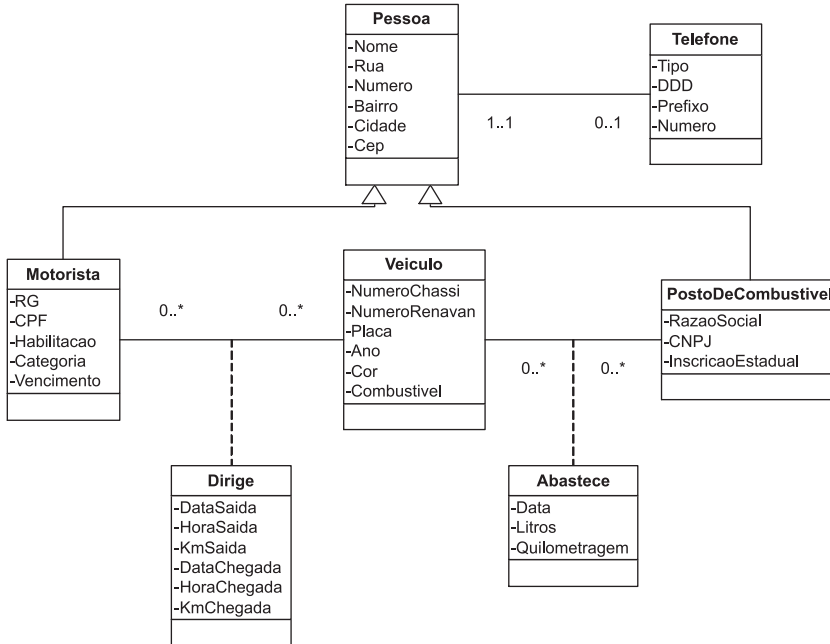 Pessoa
-Nome
-Rua
-Numero
-Bairro
-Cidade
-Cep
Telefone
-Tipo
-DDD
-Prefixo
-Numero
1..1
0..1
Motorista
-RG
-CPF
-Habilitacao
-Categoria
-Vencimento
0..*
0..*
Veiculo
-NumeroChassi
-NumeroRenavan
-Placa
-Ano
-Cor
-Combustivel
0..*
0..*
PostoDeCombustivel
-RazaoSocial
-CNPJ
-InscricaoEstadual
Dirige
-DataSaida
-HoraSaida
-KmSaida
-DataChegada
-HoraChegada
-KmChegada
Abastece
-Data
-Litros
-Quilometragem